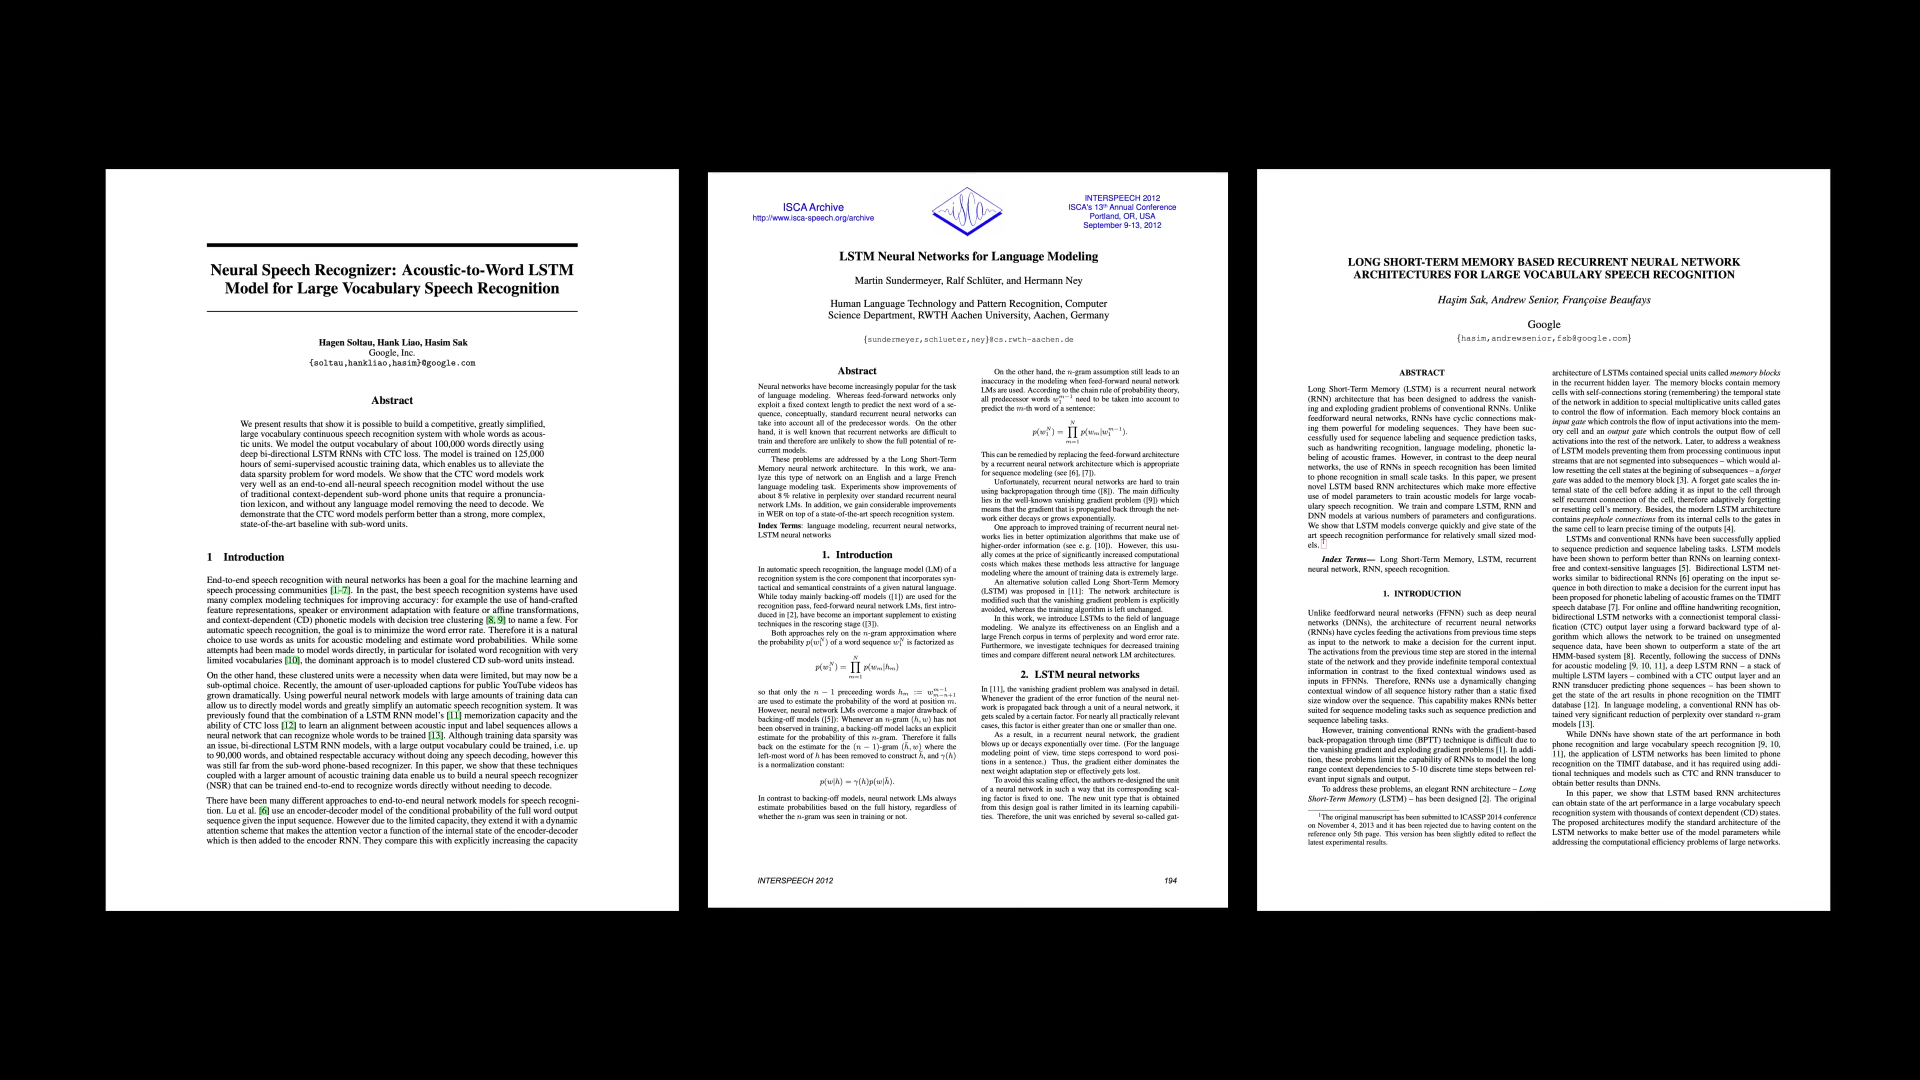 Neural Speech Recognizer: Acoustic-to-Word LSTM
Model for Large Vocabulary Speech Recognition
Hagen Soltau, Hank Liao, Hasim Sak
Google, Inc.
{soltau,hankliao,hasim}@google.com
Abstract
We present results that show it is possible to build a competitive, greatly simplified,
large vocabulary continuous speech recognition system with whole words as acous-
tic units. We model the output vocabulary of about 100,000 words directly using
deep bi-directional LSTM RNNs with CTC loss. The model is trained on 125,000
hours of semi-supervised acoustic training data, which enables us to alleviate the
data sparsity problem for word models. We show that the CTC word models work
very well as an end-to-end all-neural speech recognition model without the use
of traditional context-dependent sub-word phone units that require a pronuncia-
tion lexicon, and without any language model removing the need to decode. We
demonstrate that the CTC word models perform better than a strong, more complex,
state-of-the-art baseline with sub-word units.
1 Introduction
End-to-end speech recognition with neural networks has been a goal for the machine learning and
speech processing communities [1-7]. In the past, the best speech recognition systems have used
many complex modeling techniques for improving accuracy: for example the use of hand-crafted
feature representations, speaker or environment adaptation with feature or affine transformations,
and context-dependent (CD) phonetic models with decision tree clustering [8, 9] to name a few. For
automatic speech recognition, the goal is to minimize the word error rate. Therefore it is a natural
choice to use words as units for acoustic modeling and estimate word probabilities. While some
attempts had been made to model words directly, in particular for isolated word recognition with very
limited vocabularies [10], the dominant approach is to model clustered CD sub-word units instead.
On the other hand, these clustered units were a necessity when data were limited, but may now be a
sub-optimal choice. Recently, the amount of user-uploaded captions for public YouTube videos has
grown dramatically. Using powerful neural network models with large amounts of training data can
allow us to directly model words and greatly simplify an automatic speech recognition system. It was
previously found that the combination of a LSTM RNN model's [11] memorization capacity and the
ability of CTC loss [12] to learn an alignment between acoustic input and label sequences allows a
neural network that can recognize whole words to be trained [13]. Although training data sparsity was
an issue, bi-directional LSTM RNN models, with a large output vocabulary could be trained, i.e. up
to 90,000 words, and obtained respectable accuracy without doing any speech decoding, however this
was still far from the sub-word phone-based recognizer. In this paper, we show that these techniques
coupled with a larger amount of acoustic training data enable us to build a neural speech recognizer
(NSR) that can be trained end-to-end to recognize words directly without needing to decode.
There have been many different approaches to end-to-end neural network models for speech recogni-
tion. Lu et al. [6] use an encoder-decoder model of the conditional probability of the full word output
sequence given the input sequence. However due to the limited capacity, they extend it with a dynamic
attention scheme that makes the attention vector a function of the internal state of the encoder-decoder
which is then added to the encoder RNN. They compare this with explicitly increasing the capacity
ISCA Archive
http://www.isca-speech.org/archive
INTERSPEECH 2012
ISCA's 13th Annual Conference
Portland, OR, USA
September 9-13, 2012
LSTM Neural Networks for Language Modeling
Martin Sundermeyer, Ralf Schlüter, and Hermann Ney
Human Language Technology and Pattern Recognition, Computer
Science Department, RWTH Aachen University, Aachen, Germany
{sundermeyer,schlueter,ney}@cs.rwth-aachen.de
Abstract
Neural networks have become increasingly popular for the task
of language modeling. Whereas feed-forward networks only
exploit a fixed context length to predict the next word of a se-
quence, conceptually, standard recurrent neural networks can
take into account all of the predecessor words. On the other
hand, it is well known that recurrent networks are difficult to
train and therefore are unlikely to show the full potential of re-
current models.
These problems are addressed by a the Long Short-Term
Memory neural network architecture. In this work, we ana-
lyze this type of network on an English and a large French
language modeling task. Experiments show improvements of
about 8 % relative in perplexity over standard recurrent neural
network LMs. In addition, we gain considerable improvements
in WER on top of a state-of-the-art speech recognition system.
Index Terms: language modeling, recurrent neural networks,
LSTM neural networks
1. Introduction
In automatic speech recognition, the language model (LM) of a
recognition system is the core component that incorporates syn-
tactical and semantical constraints of a given natural language.
While today mainly backing-off models ([1]) are used for the
recognition pass, feed-forward neural network LMs, first intro-
duced in [2], have become an important supplement to existing
techniques in the rescoring stage ([3]).
Both approaches rely on the n-gram approximation where
the probability p(w_1^N) of a word sequence w_1^N is factorized as
p(w_1^N) = ∏_{m=1}^N p(w_m|h_m)
so that only the n − 1 preceeding words h_m := w_{m−n+1}^{m−1}
are used to estimate the probability of the word at position m.
However, neural network LMs overcome a major drawback of
backing-off models ([5]): Whenever an n-gram (h, w) has not
been observed in training, a backing-off model lacks an explicit
estimate for the probability of this n-gram. Therefore it falls
back on the estimate for the (n − 1)-gram (h̄, w) where the
left-most word of h has been removed to construct h̄, and γ(h)
is a normalization constant:
p(w|h) = γ(h)p(w|h̄).
In contrast to backing-off models, neural network LMs always
estimate probabilities based on the full history, regardless of
whether the n-gram was seen in training or not.
On the other hand, the n-gram assumption still leads to an
inaccuracy in the modeling when feed-forward neural network
LMs are used. According to the chain rule of probability theory,
all predecessor words w_1^{m−1} need to be taken into account to
predict the m-th word of a sentence:
p(w_1^N) = ∏_{m=1}^N p(w_m|w_1^{m−1}).
This can be remedied by replacing the feed-forward architecture
by a recurrent neural network architecture which is appropriate
for sequence modeling (see [6], [7]).
Unfortunately, recurrent neural networks are hard to train
using backpropagation through time ([8]). The main difficulty
lies in the well-known vanishing gradient problem ([9]) which
means that the gradient that is propagated back through the net-
work either decays or grows exponentially.
One approach to improved training of recurrent neural net-
works lies in better optimization algorithms that make use of
higher-order information (see e. g. [10]). However, this usu-
ally comes at the price of significantly increased computational
costs which makes these methods less attractive for language
modeling where the amount of training data is extremely large.
An alternative solution called Long Short-Term Memory
(LSTM) was proposed in [11]: The network architecture is
modified such that the vanishing gradient problem is explicitly
avoided, whereas the training algorithm is left unchanged.
In this work, we introduce LSTMs to the field of language
modeling. We analyze its effectiveness on an English and a
large French corpus in terms of perplexity and word error rate.
Furthermore, we investigate techniques for decreased training
times and compare different neural network LM architectures.
2. LSTM neural networks
In [11], the vanishing gradient problem was analysed in detail.
Whenever the gradient of the error function of the neural net-
work is propagated back through a unit of a neural network, it
gets scaled by a certain factor. For nearly all practically relevant
cases, this factor is either greater than one or smaller than one.
As a result, in a recurrent neural network, the gradient
blows up or decays exponentially over time. (For the language
modeling point of view, time steps correspond to word posi-
tions in a sentence.) Thus, the gradient either dominates the
next weight adaptation step or effectively gets lost.
To avoid this scaling effect, the authors re-designed the unit
of a neural network in such a way that its corresponding scal-
ing factor is fixed to one. The new unit type that is obtained
from this design goal is rather limited in its learning capabili-
ties. Therefore, the unit was enriched by several so-called gat-
INTERSPEECH 2012
194
LONG SHORT-TERM MEMORY BASED RECURRENT NEURAL NETWORK
ARCHITECTURES FOR LARGE VOCABULARY SPEECH RECOGNITION
Haşim Sak, Andrew Senior, Françoise Beaufays
Google
{hasim,andrewsenior,fsb@google.com}
ABSTRACT
Long Short-Term Memory (LSTM) is a recurrent neural network
(RNN) architecture that has been designed to address the vanish-
ing and exploding gradient problems of conventional RNNs. Unlike
feedforward neural networks, RNNs have cyclic connections mak-
ing them powerful for modeling sequences. They have been suc-
cessfully used for sequence labeling and sequence prediction tasks,
such as handwriting recognition, language modeling, phonetic la-
beling of acoustic frames. However, in contrast to the deep neural
networks, the use of RNNs in speech recognition has been limited
to phone recognition in small scale tasks. In this paper, we present
novel LSTM based RNN architectures which make more effective
use of model parameters to train acoustic models for large vocab-
ulary speech recognition. We train and compare LSTM, RNN and
DNN models at various numbers of parameters and configurations.
We show that LSTM models converge quickly and give state of the
art speech recognition performance for relatively small sized mod-
els. 1
Index Terms— Long Short-Term Memory, LSTM, recurrent
neural network, RNN, speech recognition.
1. INTRODUCTION
Unlike feedforward neural networks (FFNN) such as deep neural
networks (DNNs), the architecture of recurrent neural networks
(RNNs) have cycles feeding the activations from previous time steps
as input to the network to make a decision for the current input.
The activations from the previous time step are stored in the internal
state of the network and they provide indefinite temporal contextual
information in contrast to the fixed contextual windows used as
inputs in FFNNs. Therefore, RNNs use a dynamically changing
contextual window of all sequence history rather than a static fixed
size window over the sequence. This capability makes RNNs better
suited for sequence modeling tasks such as sequence prediction and
sequence labeling tasks.
However, training conventional RNNs with the gradient-based
back-propagation through time (BPTT) technique is difficult due to
the vanishing gradient and exploding gradient problems [1]. In addi-
tion, these problems limit the capability of RNNs to model the long
range context dependencies to 5-10 discrete time steps between rel-
evant input signals and output.
To address these problems, an elegant RNN architecture – Long
Short-Term Memory (LSTM) – has been designed [2]. The original
1The original manuscript has been submitted to ICASSP 2014 conference
on November 4, 2013 and it has been rejected due to having content on the
reference only 5th page. This version has been slightly edited to reflect the
latest experimental results.
architecture of LSTMs contained special units called memory blocks
in the recurrent hidden layer. The memory blocks contain memory
cells with self-connections storing (remembering) the temporal state
of the network in addition to special multiplicative units called gates
to control the flow of information. Each memory block contains an
input gate which controls the flow of input activations into the mem-
ory cell and an output gate which controls the output flow of cell
activations into the rest of the network. Later, to address a weakness
of LSTM models preventing them from processing continuous input
streams that are not segmented into subsequences – which would al-
low resetting the cell states at the begining of subsequences – a forget
gate was added to the memory block [3]. A forget gate scales the in-
ternal state of the cell before adding it as input to the cell through
self recurrent connection of the cell, therefore adaptively forgetting
or resetting cell's memory. Besides, the modern LSTM architecture
contains peephole connections from its internal cells to the gates in
the same cell to learn precise timing of the outputs [4].
LSTMs and conventional RNNs have been successfully applied
to sequence prediction and sequence labeling tasks. LSTM models
have been shown to perform better than RNNs on learning context-
free and context-sensitive languages [5]. Bidirectional LSTM net-
works similar to bidirectional RNNs [6] operating on the input se-
quence in both direction to make a decision for the current input has
been proposed for phonetic labeling of acoustic frames on the TIMIT
speech database [7]. For online and offline handwriting recognition,
bidirectional LSTM networks with a connectionist temporal classi-
fication (CTC) output layer using a forward backward type of al-
gorithm which allows the network to be trained on unsegmented
sequence data, have been shown to outperform a state of the art
HMM-based system [8]. Recently, following the success of DNNs
for acoustic modeling [9, 10, 11], a deep LSTM RNN – a stack of
multiple LSTM layers – combined with a CTC output layer and an
RNN transducer predicting phone sequences – has been shown to
get the state of the art results in phone recognition on the TIMIT
database [12]. In language modeling, a conventional RNN has ob-
tained very significant reduction of perplexity over standard n-gram
models [13].
While DNNs have shown state of the art performance in both
phone recognition and large vocabulary speech recognition [9, 10,
11], the application of LSTM networks has been limited to phone
recognition on the TIMIT database, and it has required using addi-
tional techniques and models such as CTC and RNN transducer to
obtain better results than DNNs.
In this paper, we show that LSTM based RNN architectures
can obtain state of the art performance in a large vocabulary speech
recognition system with thousands of context dependent (CD) states.
The proposed architectures modify the standard architecture of the
LSTM networks to make better use of the model parameters while
addressing the computational efficiency problems of large networks.